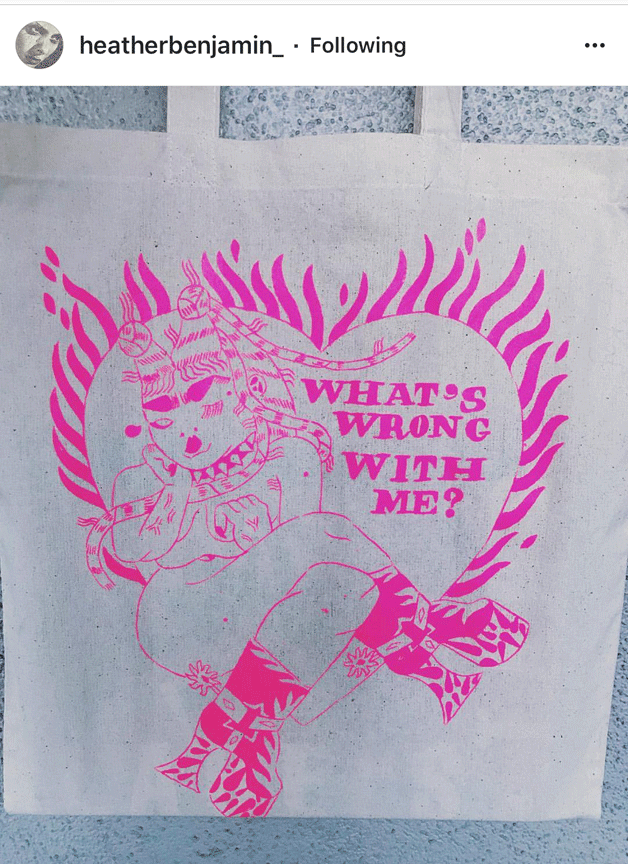 heatherbenjamin_ · Following
WHAT'S
WRONG
WITH
ME?